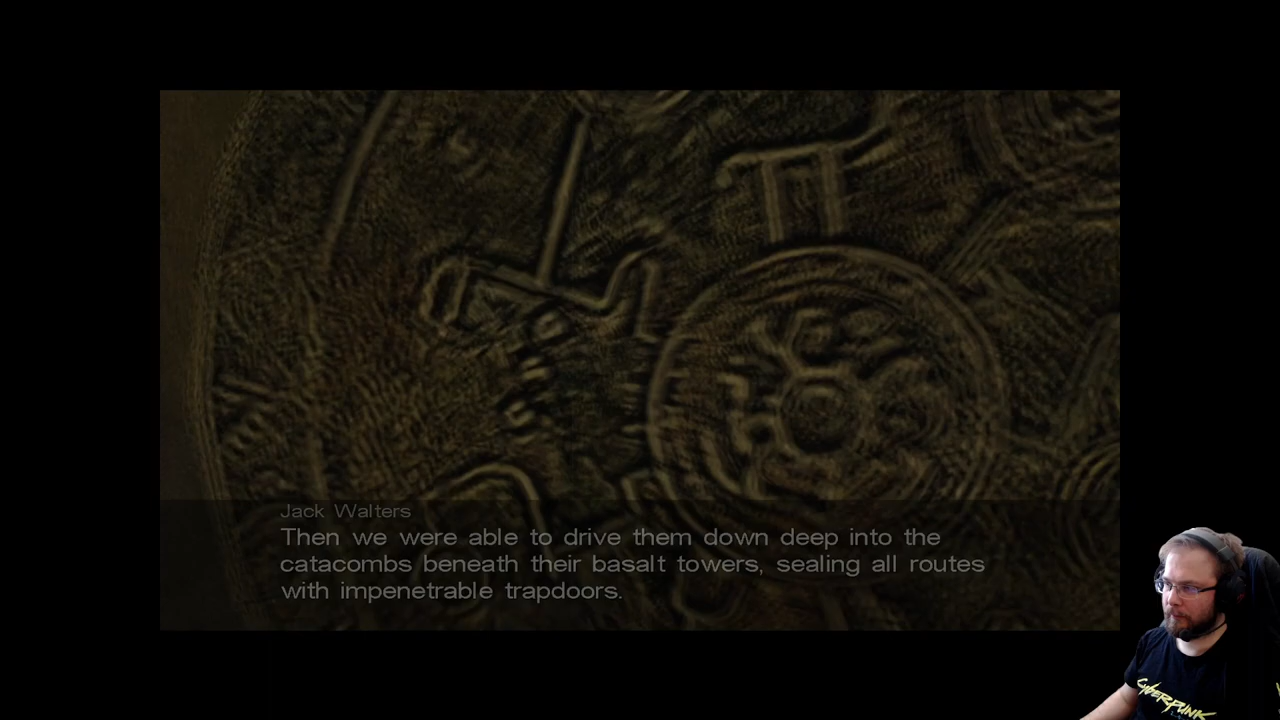 Jack Walters
Then we were able to drive them down deep into the
catacombs beneath their basalt towers, sealing all routes
with impenetrable trapdoors.
CYBERPUNK